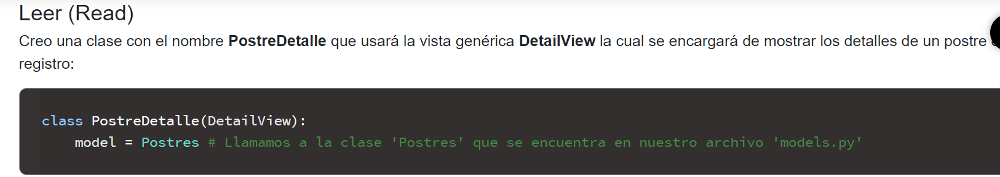 Leer (Read)
Creo una clase con el nombre PostreDetalle que usará la vista genérica DetailView la cual se encargará de mostrar los detalles de un postre
registro:
class PostreDetalle(DetailView):
    model = Postres # Llamamos a la clase 'Postres' que se encuentra en nuestro archivo 'models.py'